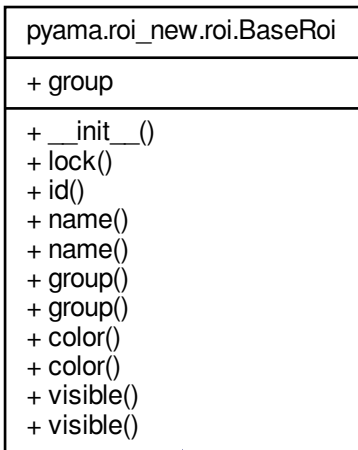 pyama.roi_new.roi.BaseRoi
+ group
+ __init__()
+ lock()
+ id()
+ name()
+ name()
+ group()
+ group()
+ color()
+ color()
+ visible()
+ visible()